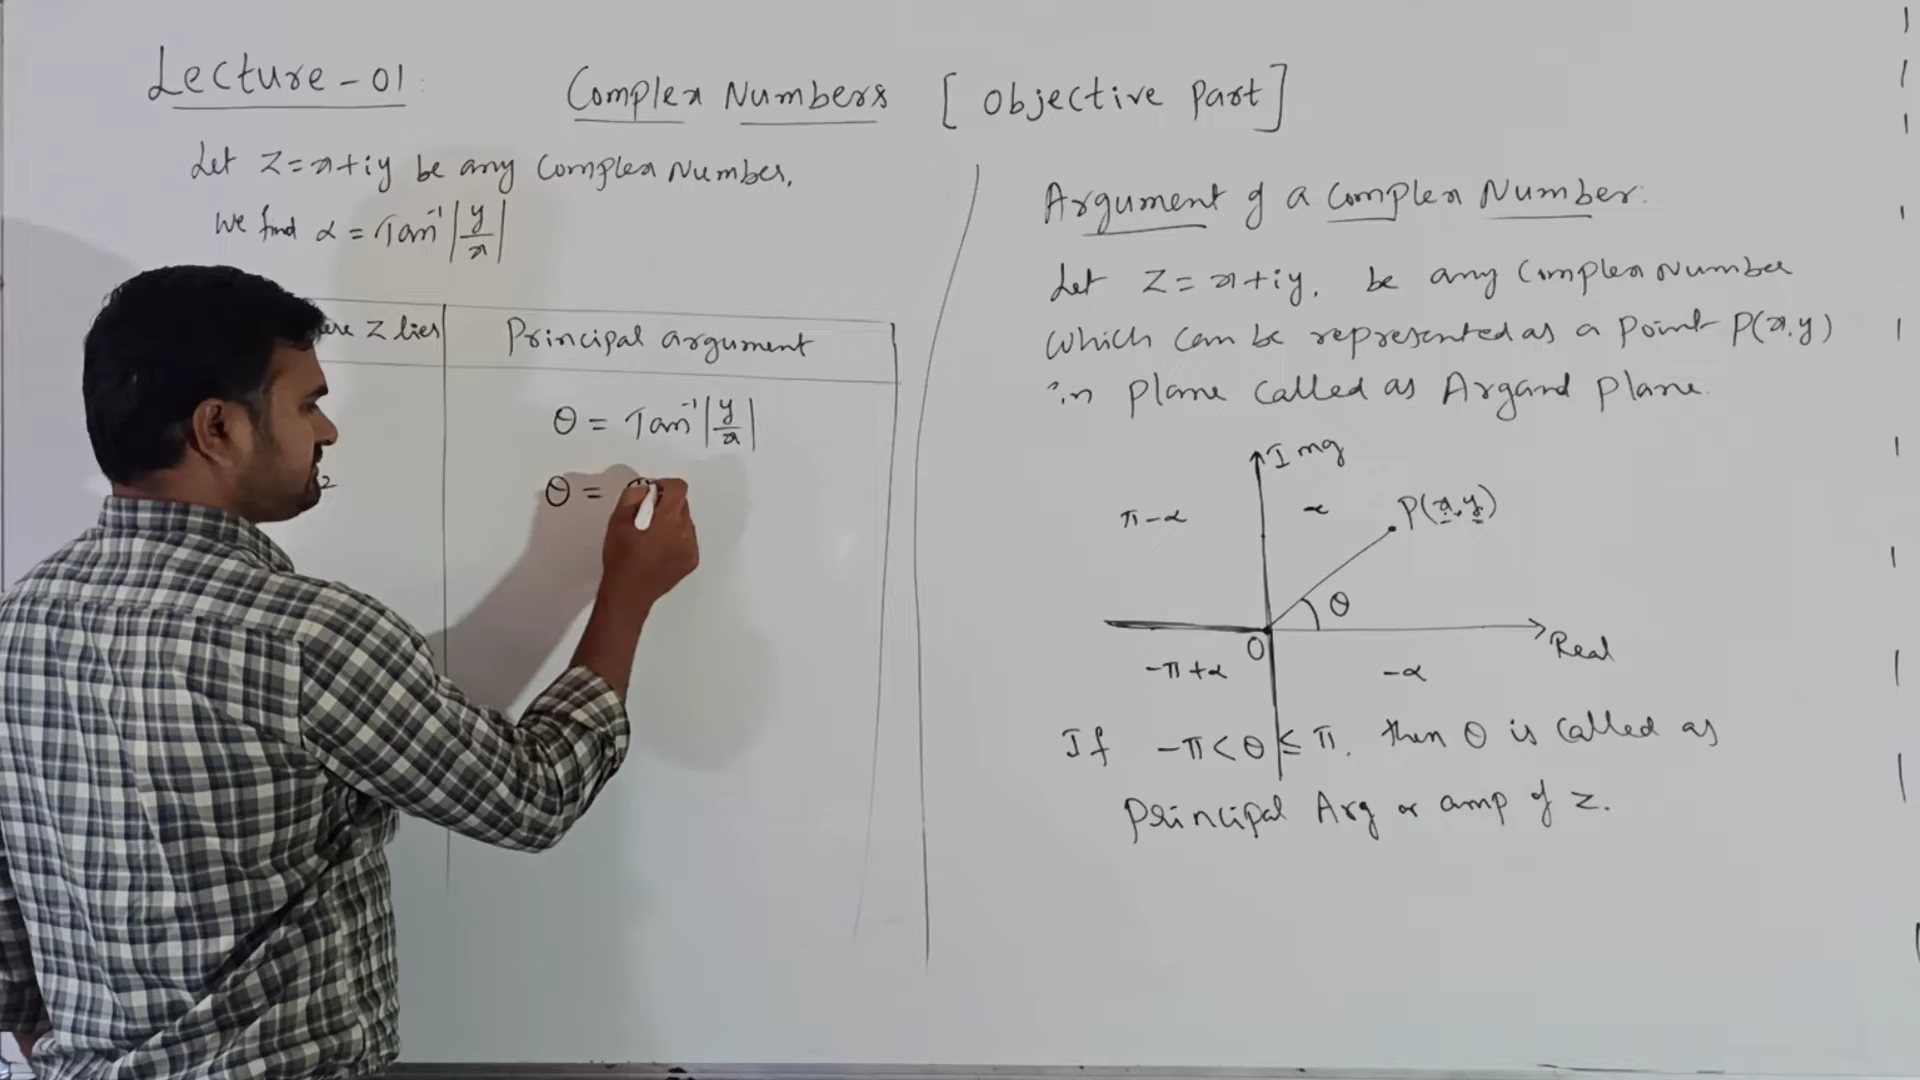 Lecture-01:
Complex Numbers [Objective Part]
Let z=x+iy be any Complex Number,
We find α = Tan⁻¹|y/x|
z lies
Principal argument
θ = Tan⁻¹|y/x|
2
θ = π
Argument of a Complex Number:
Let z=x+iy, be any Complex Number
which can be represented as a point P(x,y)
in plane called as Argand plane.
Img
π-α
α
P(x,y)
θ
O
Real
-π+α
-α
If -π<θ≤π, then θ is called as
principal Arg or amp of z.